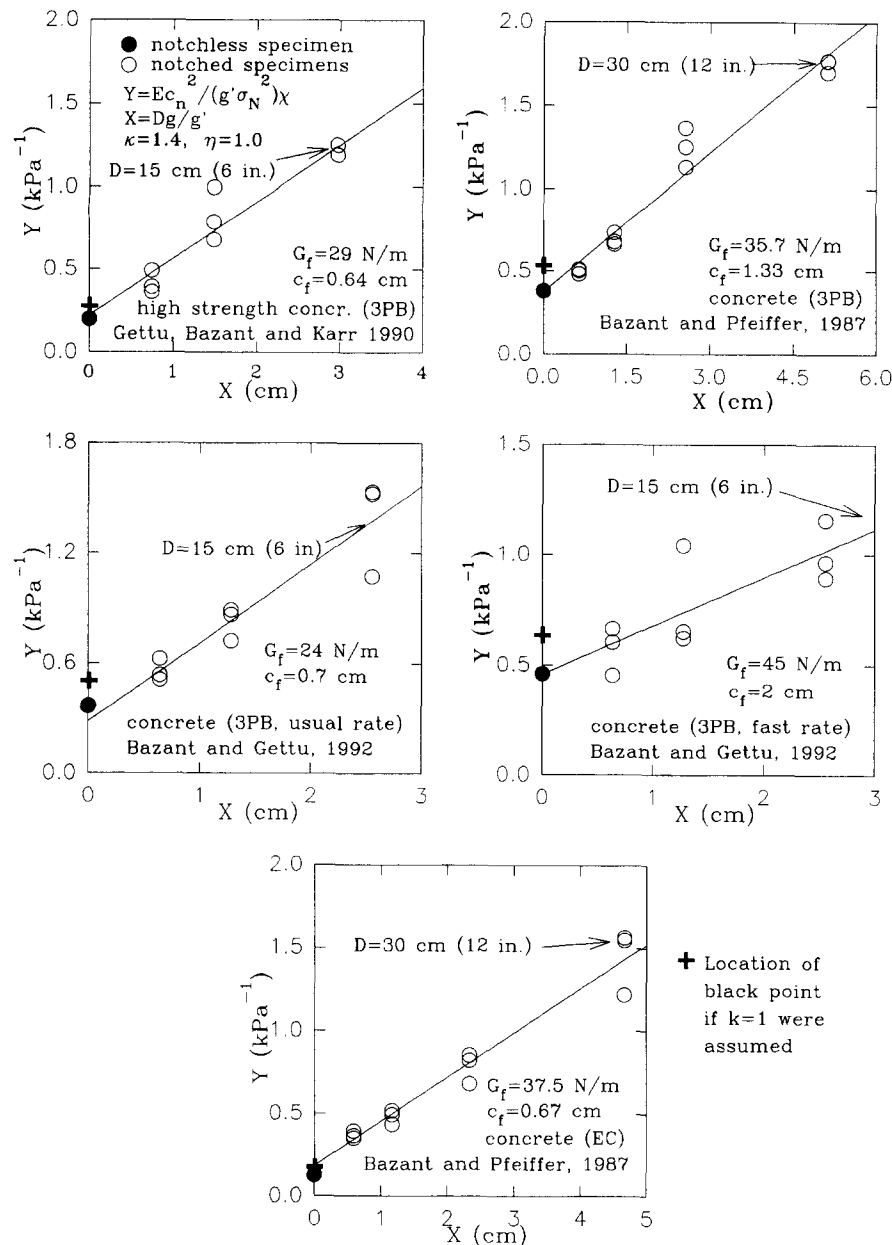 2.0
1.5
1.0
0.5
0.0
Y (kPa⁻¹)
● notchless specimen
○ notched specimens
Y=Ec_n²/(g'σ_N²)χ
X=Dg/g'
κ=1.4, η=1.0
D=15 cm (6 in.)
G_f=29 N/m
c_f=0.64 cm
high strength concr. (3PB)
Gettu, Bazant and Karr 1990
0 1 2 3 4
X (cm)
2.0
1.5
1.0
0.5
0.0
Y (kPa⁻¹)
D=30 cm (12 in.)
G_f=35.7 N/m
c_f=1.33 cm
concrete (3PB)
Bazant and Pfeiffer, 1987
0.0 1.5 3.0 4.5 6.0
X (cm)
1.8
1.2
0.6
0.0
Y (kPa⁻¹)
D=15 cm (6 in)
G_f=24 N/m
c_f=0.7 cm
concrete (3PB, usual rate)
Bazant and Gettu, 1992
0 1 2 3
X (cm)
1.5
1.0
0.5
0.0
Y (kPa⁻¹)
D=15 cm (6 in.)
G_f=45 N/m
c_f=2 cm
concrete (3PB, fast rate)
Bazant and Gettu, 1992
0 1 2 3
X (cm)
2.0
1.5
1.0
0.5
0.0
Y (kPa⁻¹)
D=30 cm (12 in.)
G_f=37.5 N/m
c_f=0.67 cm
concrete (EC)
Bazant and Pfeiffer, 1987
0 1 2 3 4 5
X (cm)
+ Location of
black point
if k=1 were
assumed